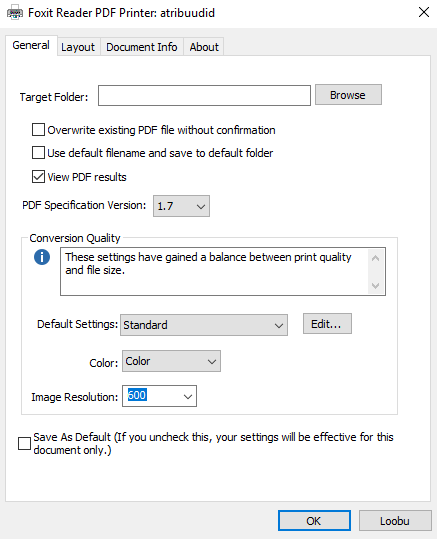 Foxit Reader PDF Printer: atribuudid
General Layout Document Info About
Target Folder: Browse
Overwrite existing PDF file without confirmation
Use default filename and save to default folder
View PDF results
PDF Specification Version: 1.7
Conversion Quality
These settings have gained a balance between print quality
and file size.
Default Settings: Standard Edit...
Color: Color
Image Resolution: 600
Save As Default (If you uncheck this, your settings will be effective for this
document only.)
OK Loobu